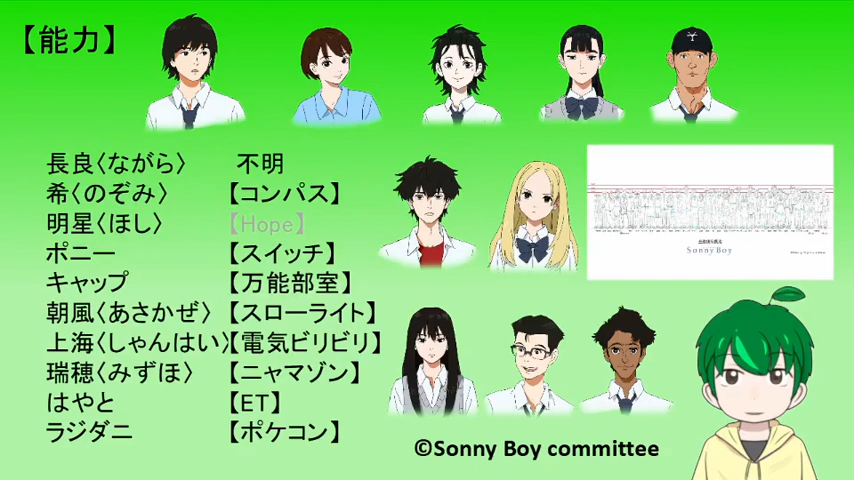 【能力】
長良〈ながら〉 不明
希〈のぞみ〉 【コンパス】
明星〈ほし〉 【Hope】
ポニー 【スイッチ】
キャップ 【万能部室】
朝風〈あさかぜ〉 【スローライト】
上海〈しゃんはい〉【電気ビリビリ】
瑞穂〈みずほ〉 【ニャマゾン】
はやと 【ET】
ラジダニ 【ポケコン】
Sonny Boy
©Sonny Boy committee